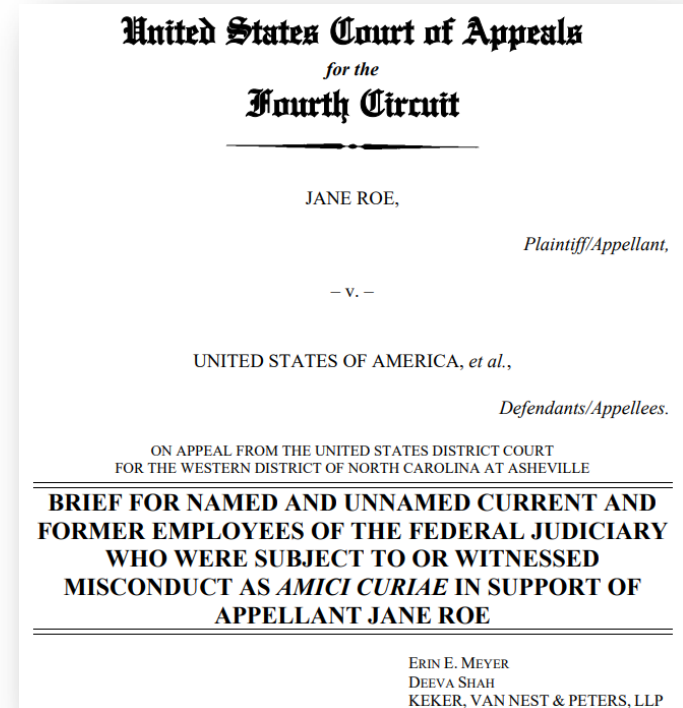 United States Court of Appeals
for the
Fourth Circuit
JANE ROE,
Plaintiff/Appellant,
– v. –
UNITED STATES OF AMERICA, et al.,
Defendants/Appellees.
ON APPEAL FROM THE UNITED STATES DISTRICT COURT
FOR THE WESTERN DISTRICT OF NORTH CAROLINA AT ASHEVILLE
BRIEF FOR NAMED AND UNNAMED CURRENT AND
FORMER EMPLOYEES OF THE FEDERAL JUDICIARY
WHO WERE SUBJECT TO OR WITNESSED
MISCONDUCT AS AMICI CURIAE IN SUPPORT OF
APPELLANT JANE ROE
ERIN E. MEYER
DEEVA SHAH
KEKER, VAN NEST & PETERS, LLP